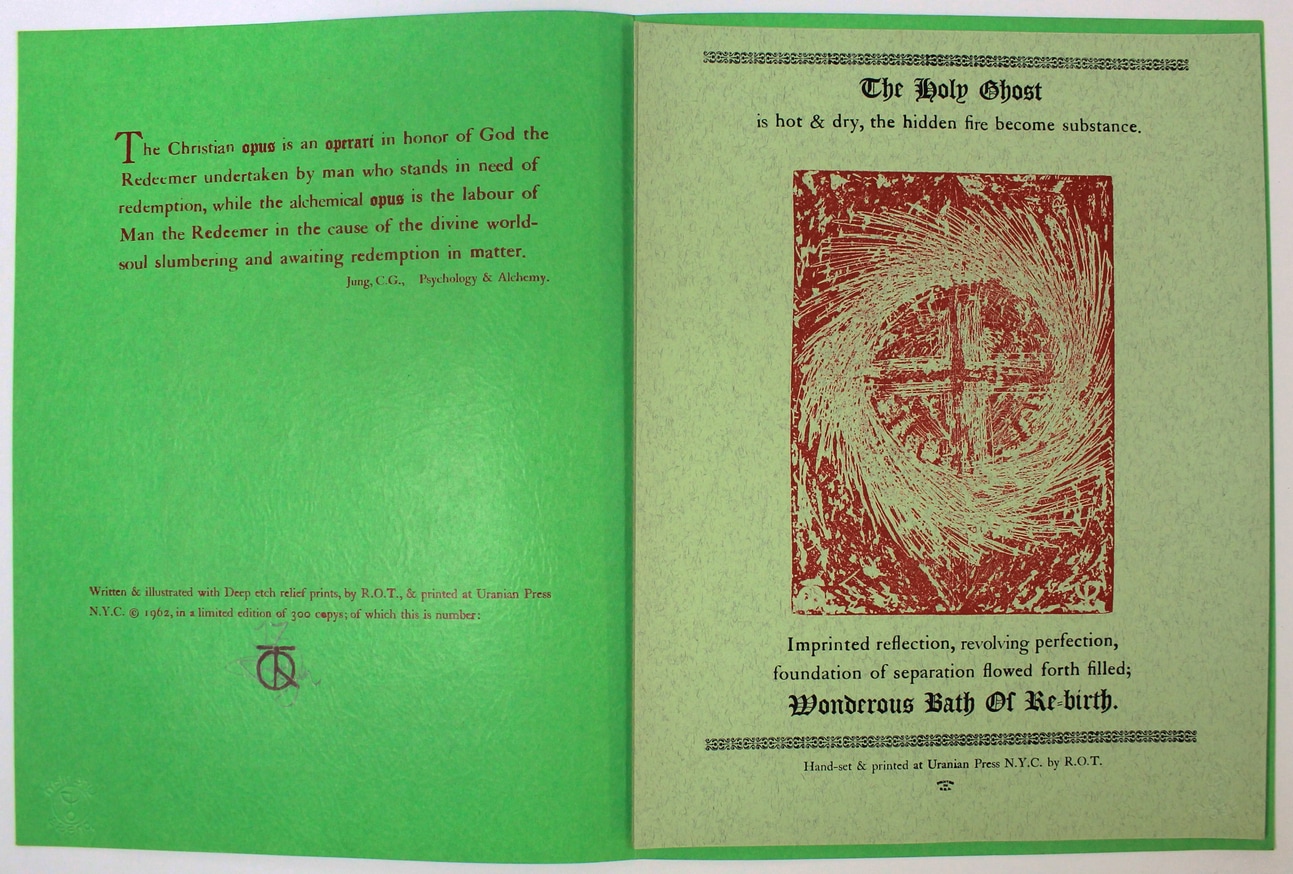 The Christian opus is an operari in honor of God the
Redeemer undertaken by man who stands in need of
redemption, while the alchemical opus is the labour of
Man the Redeemer in the cause of the divine world-
soul slumbering and awaiting redemption in matter.
Jung, C.G., Psychology & Alchemy.
Written & illustrated with Deep etch relief prints, by R.O.T., & printed at Uranian Press
N.Y.C. © 1962, in a limited edition of 300 copys; of which this is number:
The Holy Ghost
is hot & dry, the hidden fire become substance.
Imprinted reflection, revolving perfection,
foundation of separation flowed forth filled;
Wonderous Bath Of Re-birth.
Hand-set & printed at Uranian Press N.Y.C. by R.O.T.